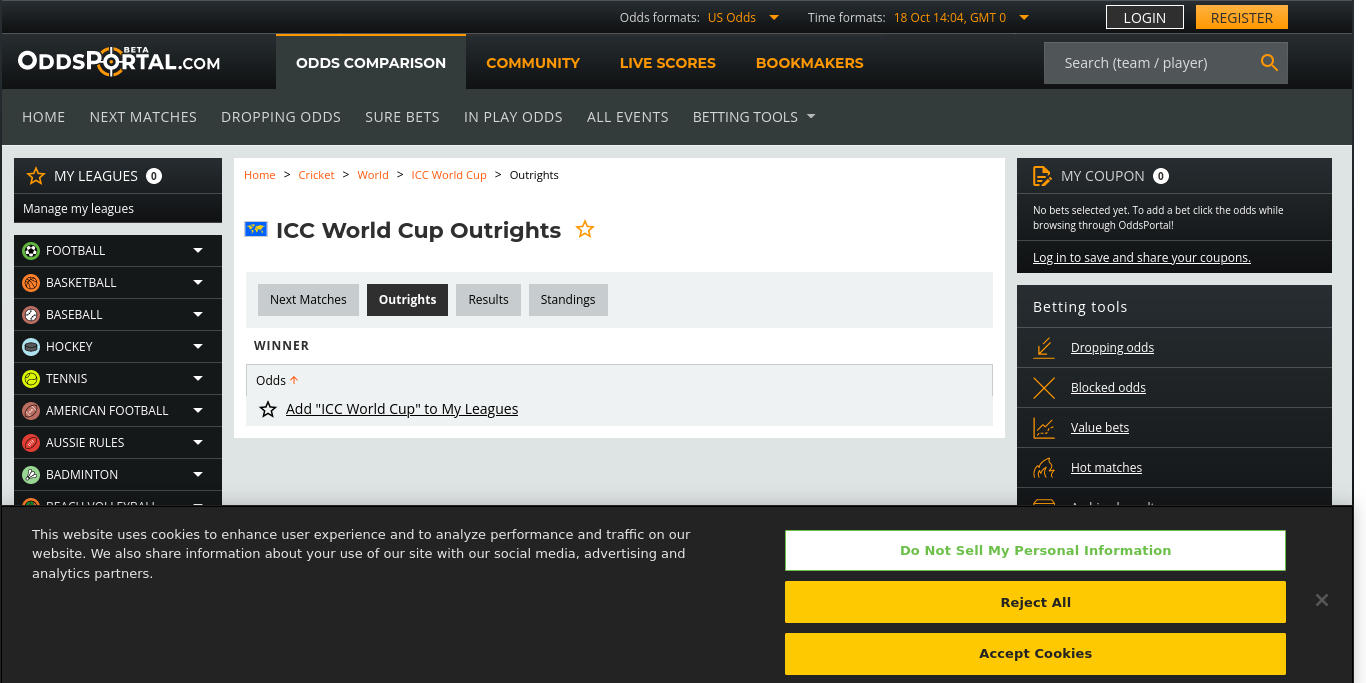 Odds formats: US Odds
Time formats: 18 Oct 14:04, GMT 0
LOGIN
REGISTER
ODDSPORTAL.COM
BETA
ODDS COMPARISON
COMMUNITY
LIVE SCORES
BOOKMAKERS
Search (team / player)
HOME
NEXT MATCHES
DROPPING ODDS
SURE BETS
IN PLAY ODDS
ALL EVENTS
BETTING TOOLS
MY LEAGUES 0
Manage my leagues
FOOTBALL
BASKETBALL
BASEBALL
HOCKEY
TENNIS
AMERICAN FOOTBALL
AUSSIE RULES
BADMINTON
BEACH VOLLEYBALL
Home > Cricket > World > ICC World Cup > Outrights
ICC World Cup Outrights
Next Matches
Outrights
Results
Standings
WINNER
Odds
Add "ICC World Cup" to My Leagues
MY COUPON 0
No bets selected yet. To add a bet click the odds while
browsing through OddsPortal!
Log in to save and share your coupons.
Betting tools
Dropping odds
Blocked odds
Value bets
Hot matches
This website uses cookies to enhance user experience and to analyze performance and traffic on our
website. We also share information about your use of our site with our social media, advertising and
analytics partners.
Do Not Sell My Personal Information
Reject All
Accept Cookies